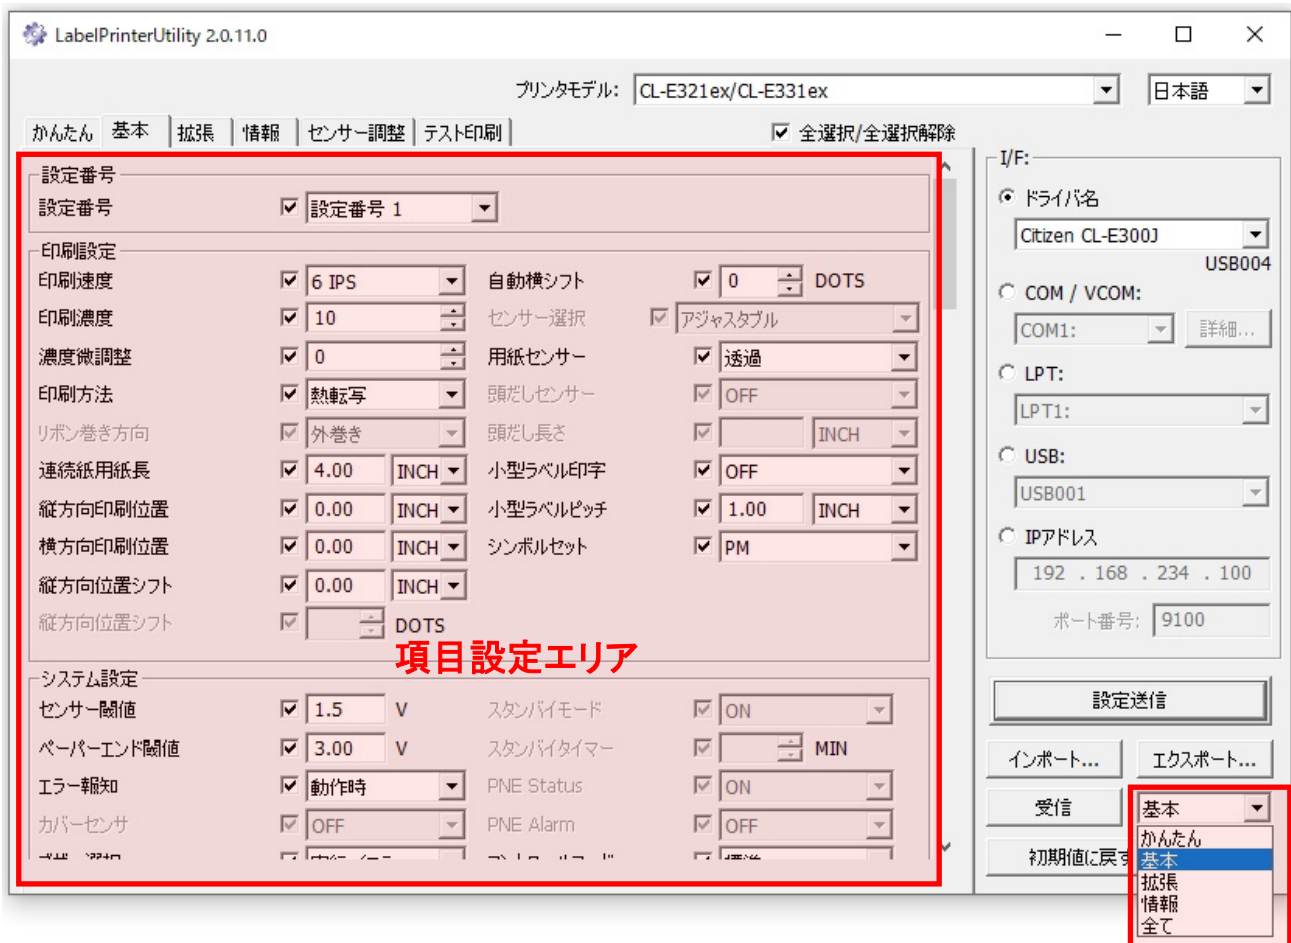 LabelPrinterUtility 2.0.11.0
プリンタモデル: CL-E321ex/CL-E331ex 日本語
かんたん 基本 拡張 情報 センサー調整 テスト印刷 全選択/全選択解除
設定番号
設定番号 設定番号 1
印刷設定
印刷速度 6 IPS 自動横シフト 0 DOTS
印刷濃度 10 センサー選択 アジャスタブル
濃度微調整 0 用紙センサー 透過
印刷方法 熱転写 頭だしセンサー OFF
リボン巻き方向 外巻き 頭だし長さ INCH
連続紙用紙長 4.00 INCH 小型ラベル印字 OFF
縦方向印刷位置 0.00 INCH 小型ラベルピッチ 1.00 INCH
横方向印刷位置 0.00 INCH シンボルセット PM
縦方向位置シフト 0.00 INCH
縦方向位置シフト DOTS
項目設定エリア
システム設定
センサー閾値 1.5 V スタンバイモード ON
ペーパーエンド閾値 3.00 V スタンバイタイマー MIN
エラー報知 動作時 PNE Status ON
カバーセンサ OFF PNE Alarm OFF
I/F:
ドライバ名
Citizen CL-E300J
USB004
COM / VCOM:
COM1: 詳細...
LPT:
LPT1:
USB:
USB001
IPアドレス
192 . 168 . 234 . 100
ポート番号: 9100
設定送信
インポート... エクスポート...
受信 基本
初期値に戻す
かんたん
基本
拡張
情報
全て